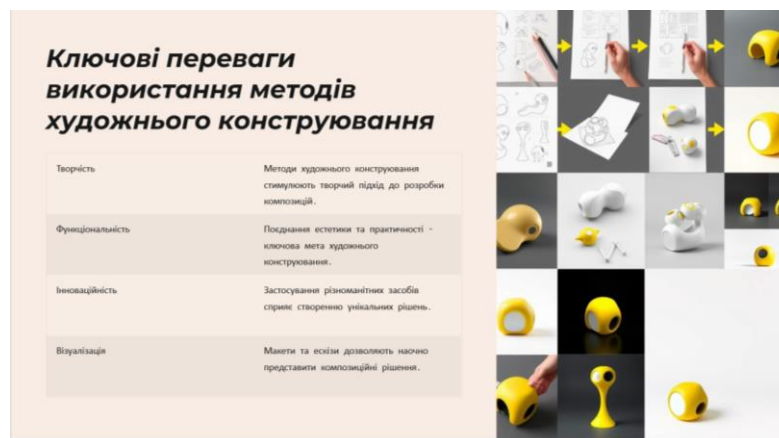 Ключові переваги
використання методів
художнього конструювання
Творчість
Методи художнього конструювання
стимулюють творчий підхід до розробки
композицій.
Функціональність
Поєднання естетики та практичності -
ключова мета художнього
конструювання.
Інноваційність
Застосування різноманітних засобів
сприяє створенню унікальних рішень.
Візуалізація
Макети та ескізи дозволяють наочно
представити композиційні рішення.